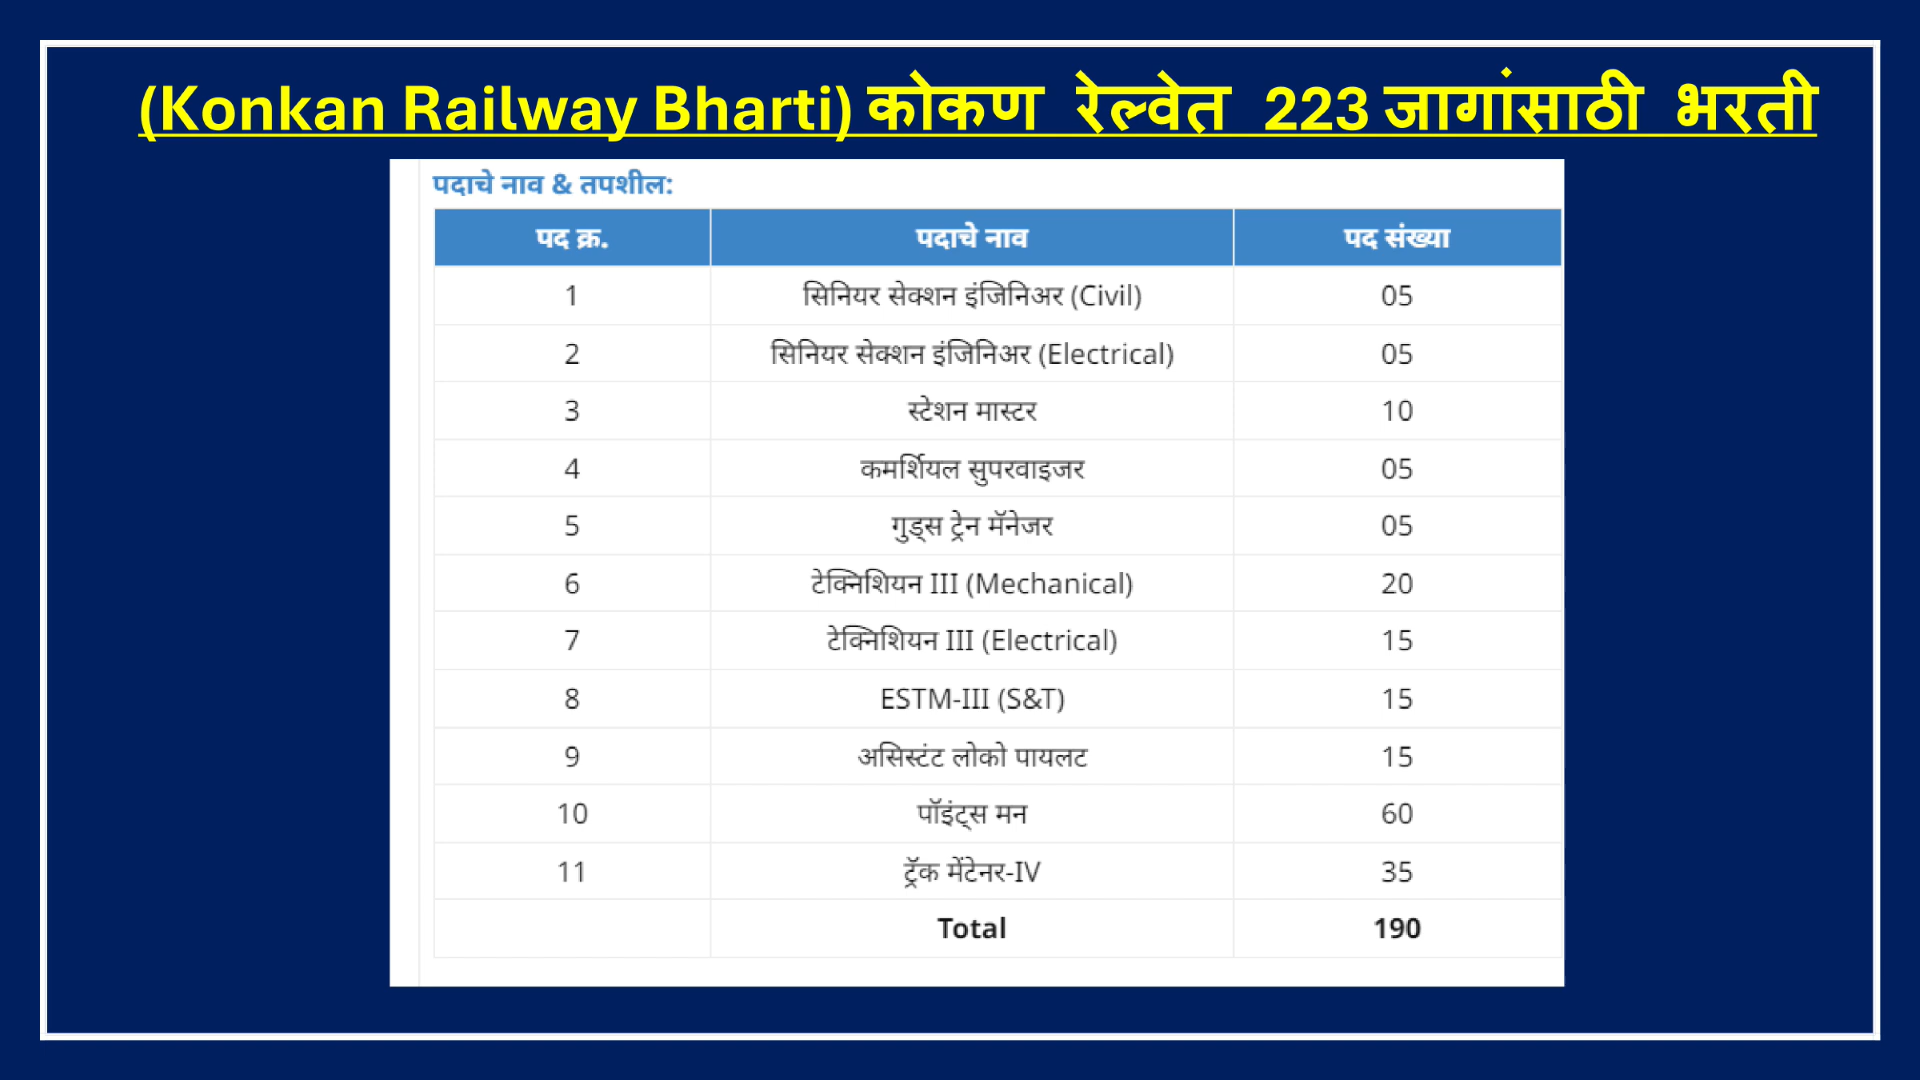 (Konkan Railway Bharti) कोकण रेल्वेत 223 जागांसाठी भरती
पदाचे नाव & तपशील:
पद क्र. पदाचे नाव पद संख्या
1 सिनियर सेक्शन इंजिनिअर (Civil) 05
2 सिनियर सेक्शन इंजिनिअर (Electrical) 05
3 स्टेशन मास्टर 10
4 कमर्शियल सुपरवाइजर 05
5 गुड्स ट्रेन मॅनेजर 05
6 टेक्निशियन III (Mechanical) 20
7 टेक्निशियन III (Electrical) 15
8 ESTM-III (S&T) 15
9 असिस्टंट लोको पायलट 15
10 पॉइंट्स मन 60
11 ट्रॅक मेंटेनर-IV 35
Total 190